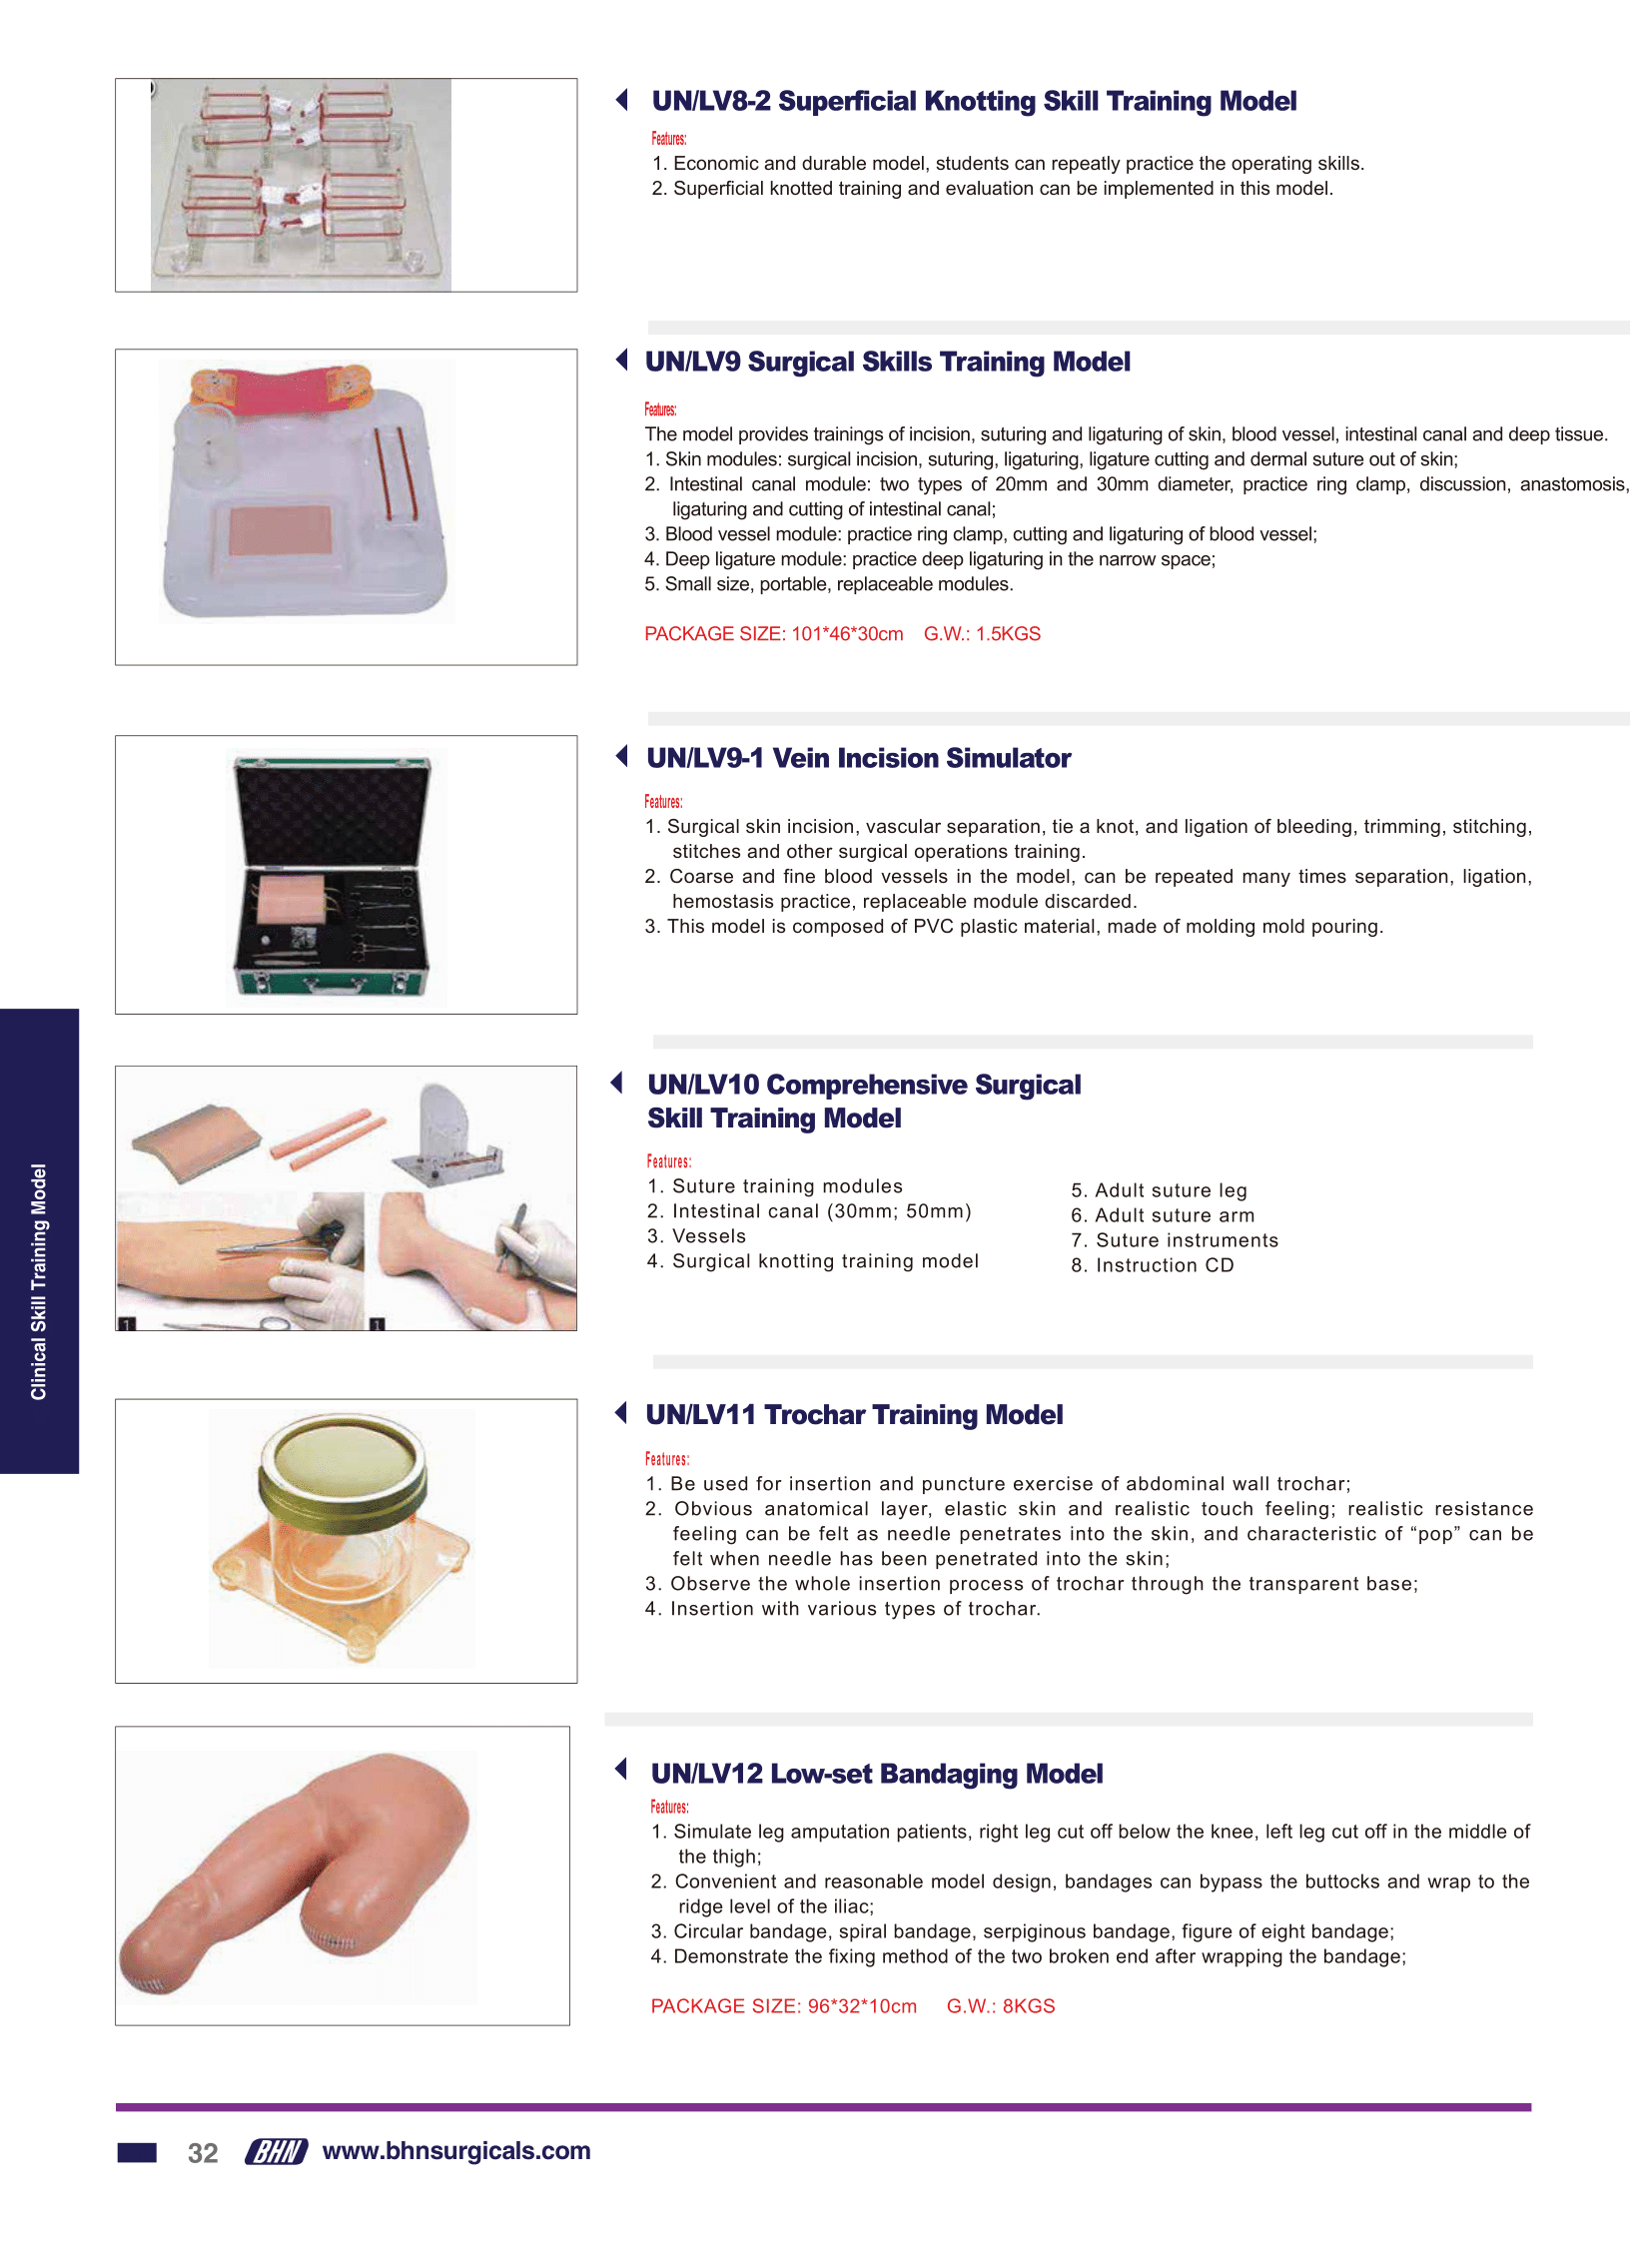 UN/LV8-2 Superficial Knotting Skill Training Model
Features:
1. Economic and durable model, students can repeatly practice the operating skills.
2. Superficial knotted training and evaluation can be implemented in this model.
UN/LV9 Surgical Skills Training Model
Features:
The model provides trainings of incision, suturing and ligaturing of skin, blood vessel, intestinal canal and deep tissue.
1. Skin modules: surgical incision, suturing, ligaturing, ligature cutting and dermal suture out of skin;
2. Intestinal canal module: two types of 20mm and 30mm diameter, practice ring clamp, discussion, anastomosis,
ligaturing and cutting of intestinal canal;
3. Blood vessel module: practice ring clamp, cutting and ligaturing of blood vessel;
4. Deep ligature module: practice deep ligaturing in the narrow space;
5. Small size, portable, replaceable modules.
PACKAGE SIZE: 101*46*30cm G.W.: 1.5KGS
UN/LV9-1 Vein Incision Simulator
Features:
1. Surgical skin incision, vascular separation, tie a knot, and ligation of bleeding, trimming, stitching,
stitches and other surgical operations training.
2. Coarse and fine blood vessels in the model, can be repeated many times separation, ligation,
hemostasis practice, replaceable module discarded.
3. This model is composed of PVC plastic material, made of molding mold pouring.
UN/LV10 Comprehensive Surgical
Skill Training Model
Features:
1. Suture training modules
2. Intestinal canal (30mm; 50mm)
3. Vessels
4. Surgical knotting training model
5. Adult suture leg
6. Adult suture arm
7. Suture instruments
8. Instruction CD
1
1
UN/LV11 Trochar Training Model
Features:
1. Be used for insertion and puncture exercise of abdominal wall trochar;
2. Obvious anatomical layer, elastic skin and realistic touch feeling; realistic resistance
feeling can be felt as needle penetrates into the skin, and characteristic of “pop” can be
felt when needle has been penetrated into the skin;
3. Observe the whole insertion process of trochar through the transparent base;
4. Insertion with various types of trochar.
UN/LV12 Low-set Bandaging Model
Features:
1. Simulate leg amputation patients, right leg cut off below the knee, left leg cut off in the middle of
the thigh;
2. Convenient and reasonable model design, bandages can bypass the buttocks and wrap to the
ridge level of the iliac;
3. Circular bandage, spiral bandage, serpiginous bandage, figure of eight bandage;
4. Demonstrate the fixing method of the two broken end after wrapping the bandage;
PACKAGE SIZE: 96*32*10cm G.W.: 8KGS
Clinical Skill Training Model
32 BHN www.bhnsurgicals.com